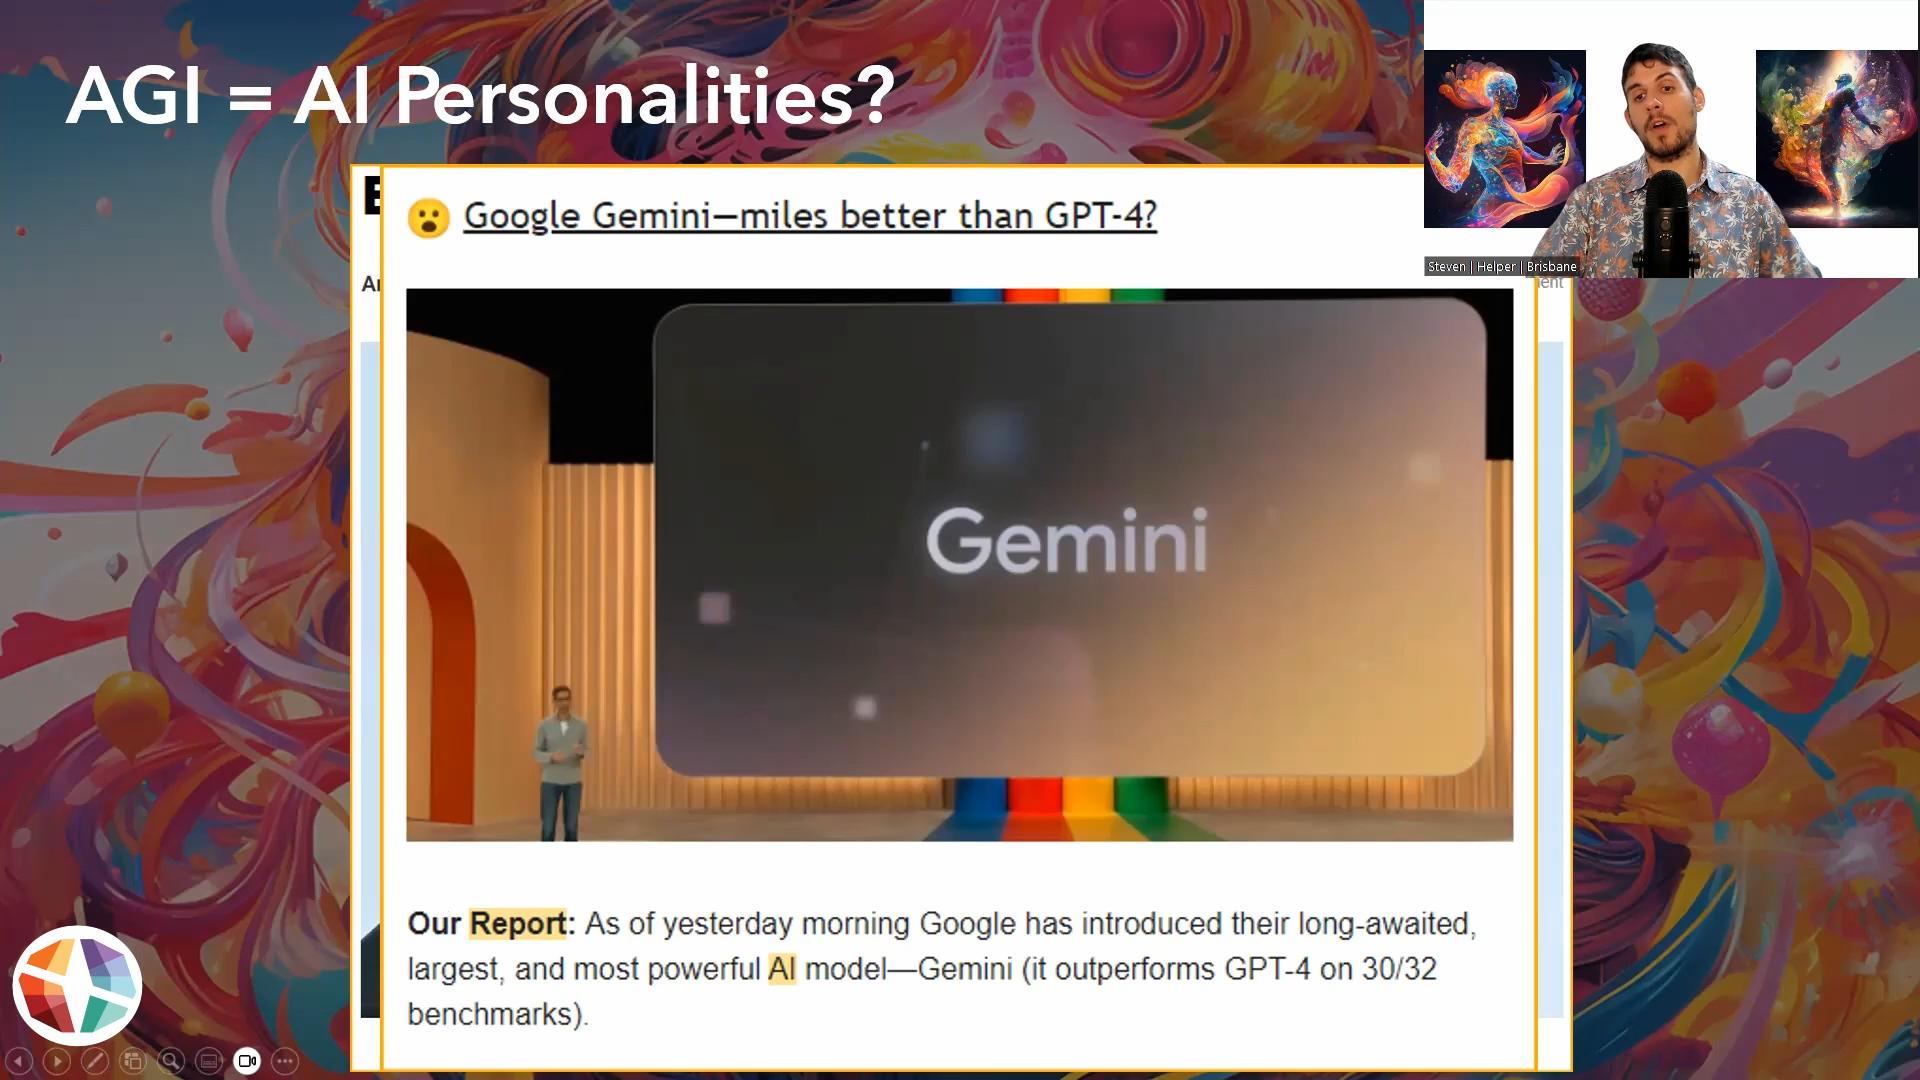 AGI = AI Personalities?
Google Gemini—miles better than GPT-4?
Steven | Helper | Brisbane
Gemini
Our Report: As of yesterday morning Google has introduced their long-awaited,
largest, and most powerful AI model—Gemini (it outperforms GPT-4 on 30/32
benchmarks).